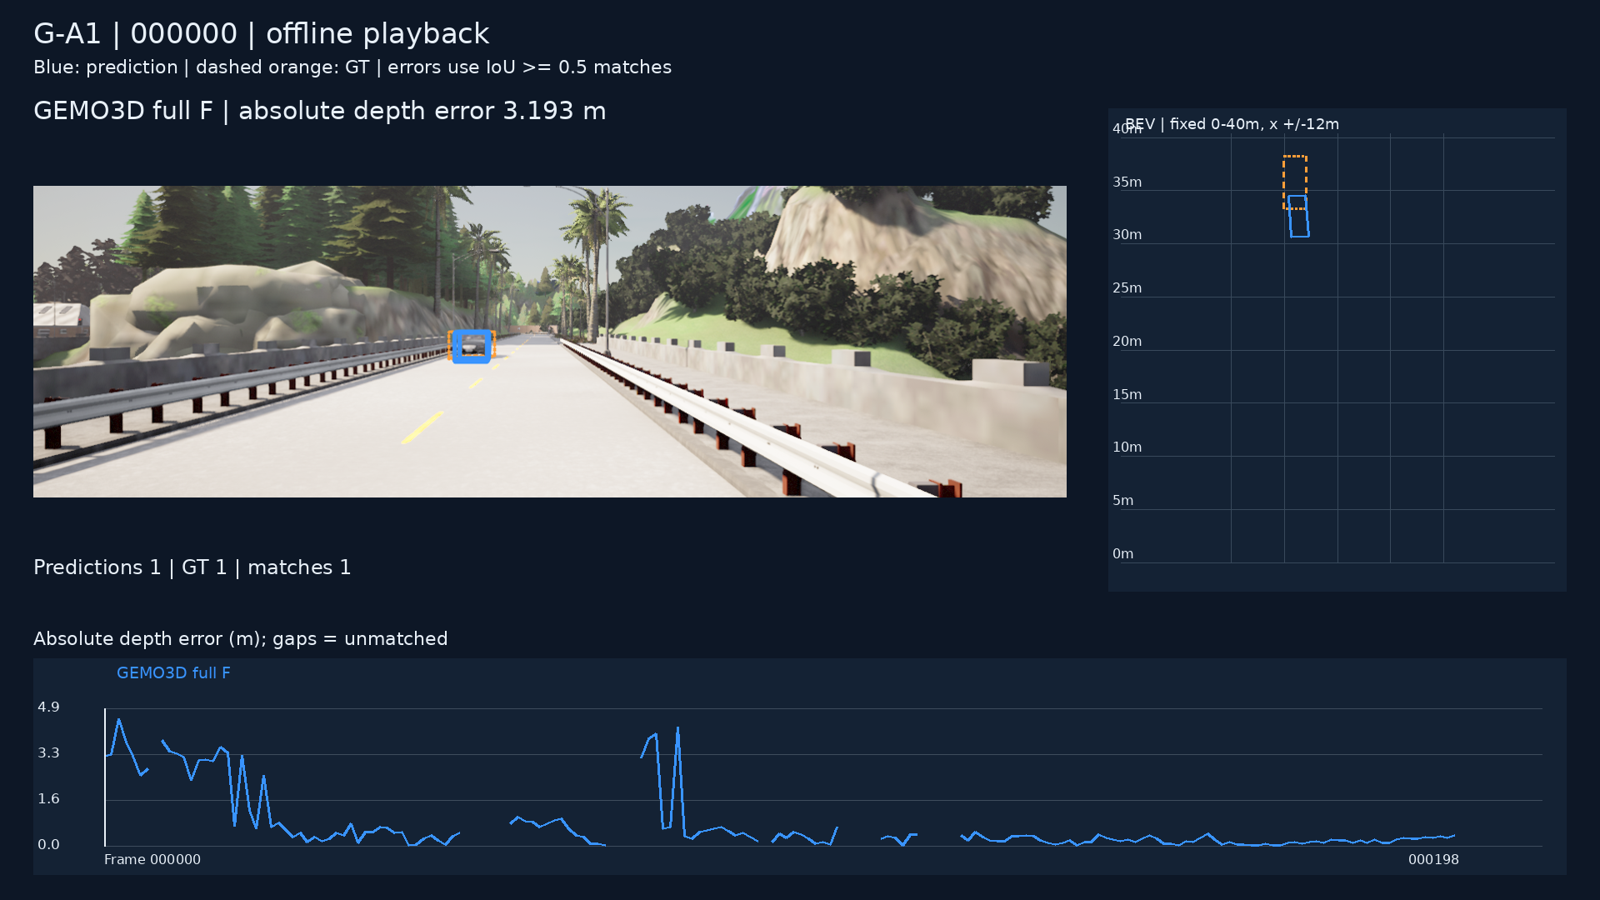 G-A1 | 000000 | offline playback
Blue: prediction | dashed orange: GT | errors use IoU >= 0.5 matches
GEMO3D full F | absolute depth error 3.193 m
BEV | fixed 0-40m, x +/-12m
40m
35m
30m
25m
20m
15m
10m
5m
0m
Predictions 1 | GT 1 | matches 1
Absolute depth error (m); gaps = unmatched
GEMO3D full F
4.9
3.3
1.6
0.0
Frame 000000
000198